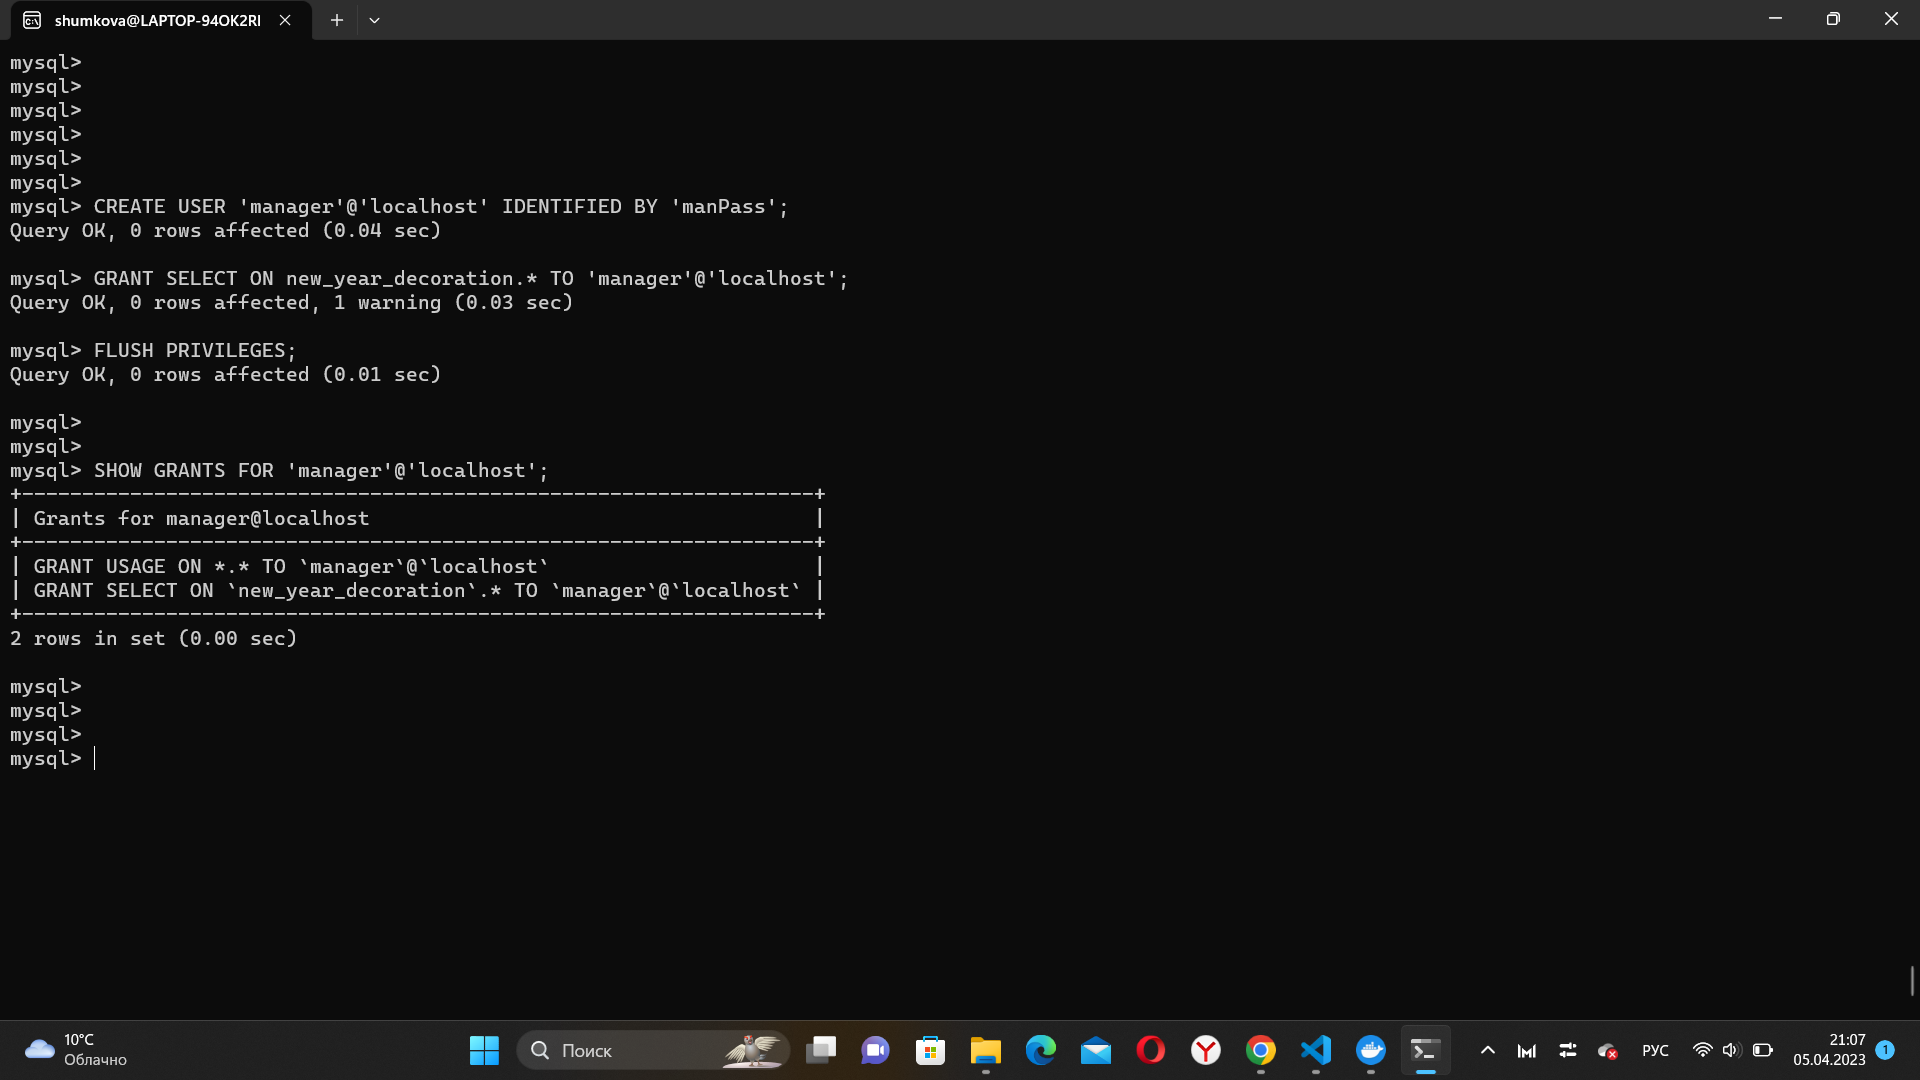 shumkova@LAPTOP-94OK2RI
mysql>
mysql>
mysql>
mysql>
mysql>
mysql>
mysql> CREATE USER 'manager'@'localhost' IDENTIFIED BY 'manPass';
Query OK, 0 rows affected (0.04 sec)
mysql> GRANT SELECT ON new_year_decoration.* TO 'manager'@'localhost';
Query OK, 0 rows affected, 1 warning (0.03 sec)
mysql> FLUSH PRIVILEGES;
Query OK, 0 rows affected (0.01 sec)
mysql>
mysql>
mysql> SHOW GRANTS FOR 'manager'@'localhost';
+------------------------------------------------------------------+
| Grants for manager@localhost                                     |
+------------------------------------------------------------------+
| GRANT USAGE ON *.* TO `manager`@`localhost`                      |
| GRANT SELECT ON `new_year_decoration`.* TO `manager`@`localhost` |
+------------------------------------------------------------------+
2 rows in set (0.00 sec)
mysql>
mysql>
mysql>
mysql>
10°C
Облачно
Поиск
РУС
21:07
05.04.2023
1